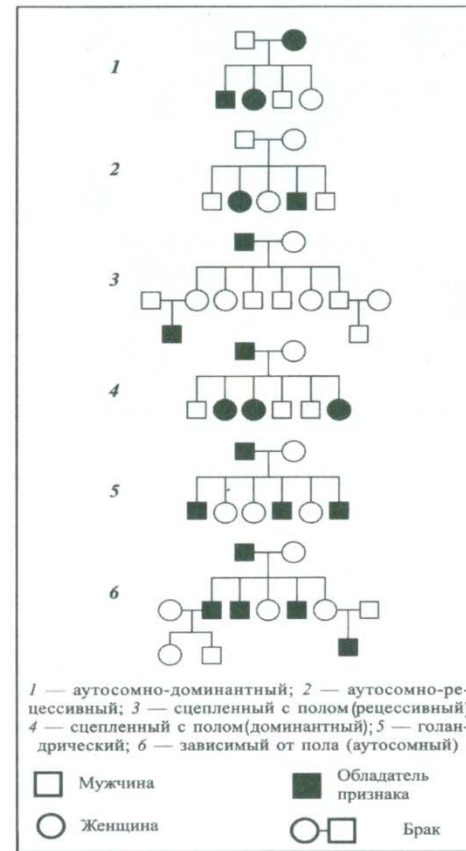 1
2
3
4
5
6
1 — аутосомно-доминантный; 2 — аутосомно-ре-
цессивный; 3 — сцепленный с полом (рецессивный)
4 — сцепленный с полом(доминантный); 5 — голан-
дрический; 6 — зависимый от пола (аутосомный)
Мужчина
Обладатель
признака
Женщина
Брак